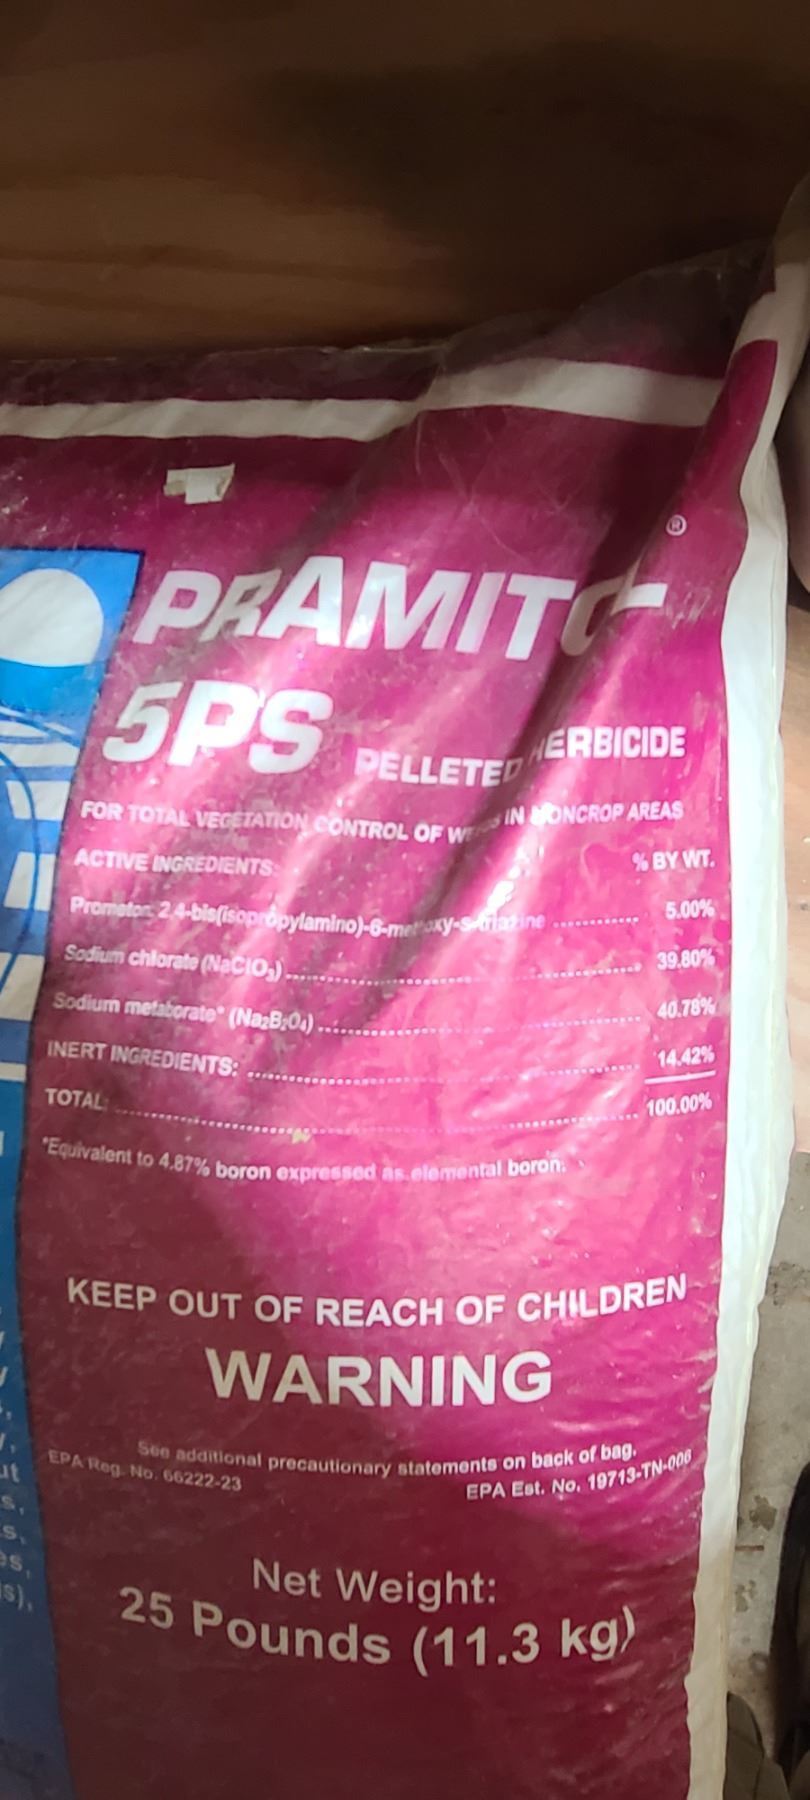 PRAMITO
®
5PS PELLETED HERBICIDE
FOR TOTAL VEGETATION CONTROL OF IN NONCROP AREAS
ACTIVE INGREDIENTS: % BY WT.
Prometon: 2,4-bis(isopropylamino)-6-methoxy-s-triazine .............. 5.00%
Sodium chlorate (NaClO₃) .............. 39.80%
Sodium metaborate* (Na₂B₂O₄) .............. 40.78%
INERT INGREDIENTS: .............. 14.42%
TOTAL: .............. 100.00%
*Equivalent to 4.87% boron expressed as elemental boron.
KEEP OUT OF REACH OF CHILDREN
WARNING
See additional precautionary statements on back of bag.
EPA Reg. No. 66222-23 EPA Est. No. 19713-TN-006
Net Weight:
25 Pounds (11.3 kg)